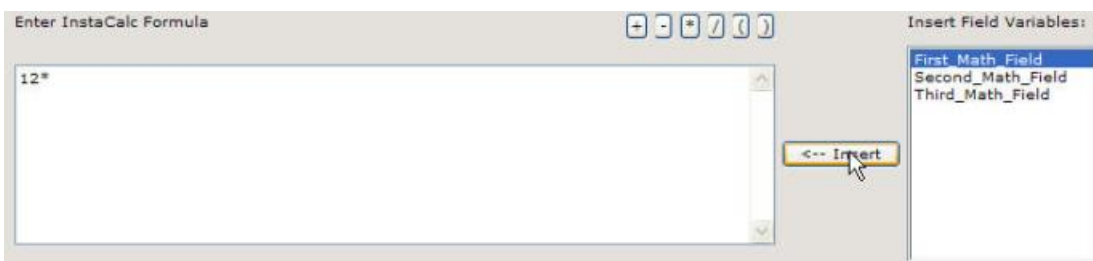 Enter InstaCalc Formula
+ - * / ( )
Insert Field Variables:
12*
<-- Insert
First_Math_Field
Second_Math_Field
Third_Math_Field